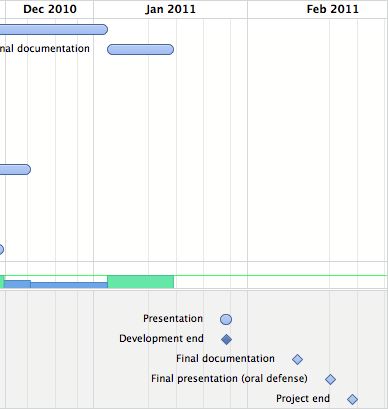 Dec 2010 Jan 2011 Feb 2011
nal documentation
Presentation
Development end
Final documentation
Final presentation (oral defense)
Project end